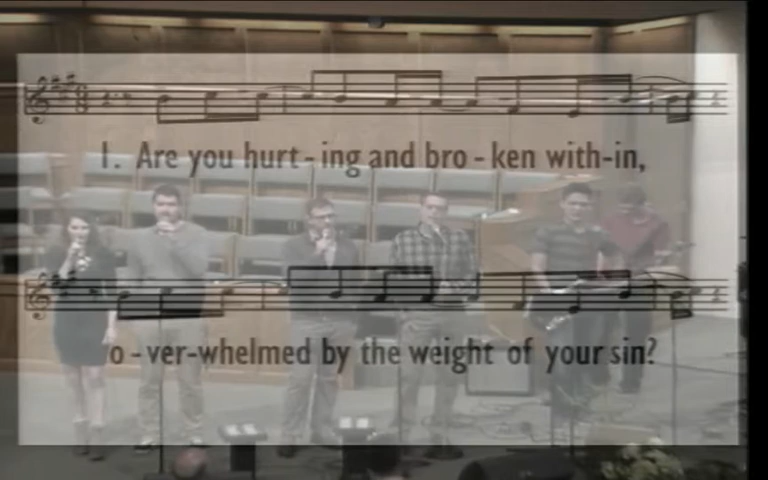 1. Are you hurt-ing and bro-ken with-in,
o-ver-whelmed by the weight of your sin?